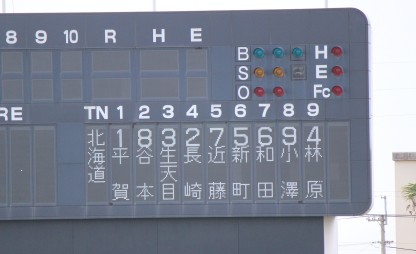 8 9 10 R H E
B H
S E
O Fc
RE TN 1 2 3 4 5 6 7 8 9
1 8 3 2 7 5 6 9 4
北海道 平賀 谷本 生天目 長崎 近藤 新町 和田 小澤 林原